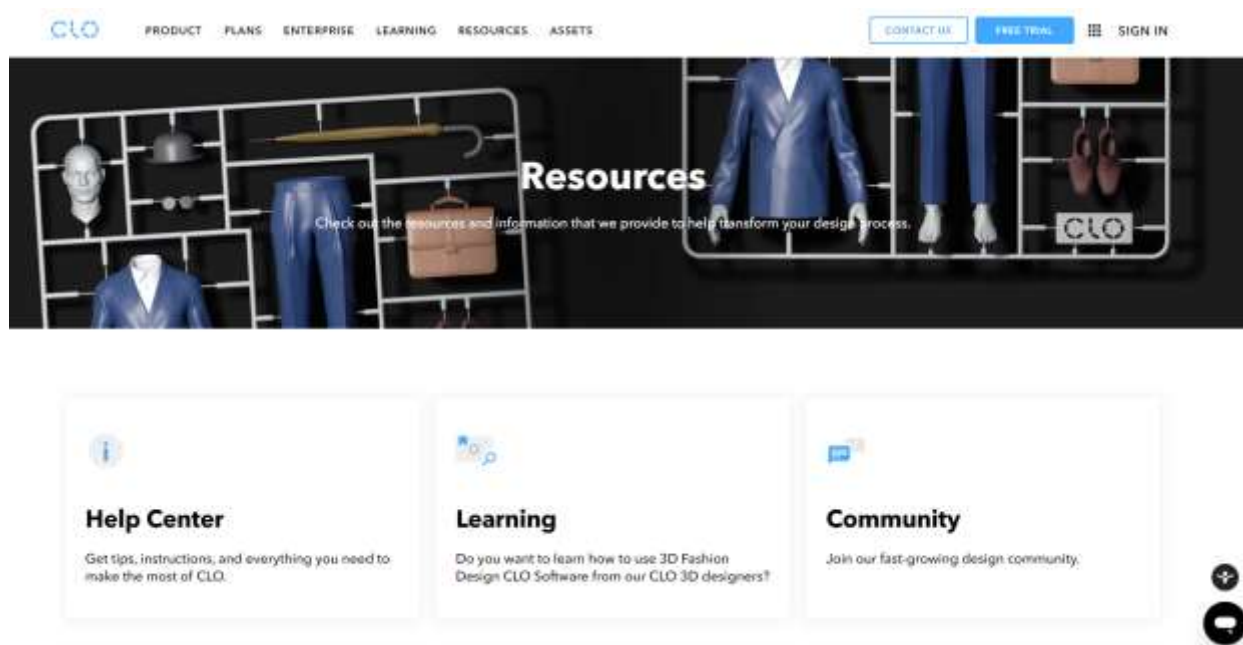 CLO
PRODUCT PLANS ENTERPRISE LEARNING RESOURCES ASSETS
CONTACT US FREE TRIAL SIGN IN
Resources
Check out the resources and information that we provide to help transform your design process.
CLO
Help Center
Get tips, instructions, and everything you need to
make the most of CLO.
Learning
Do you want to learn how to use 3D Fashion
Design CLO Software from our CLO 3D designers?
Community
Join our fast-growing design community.